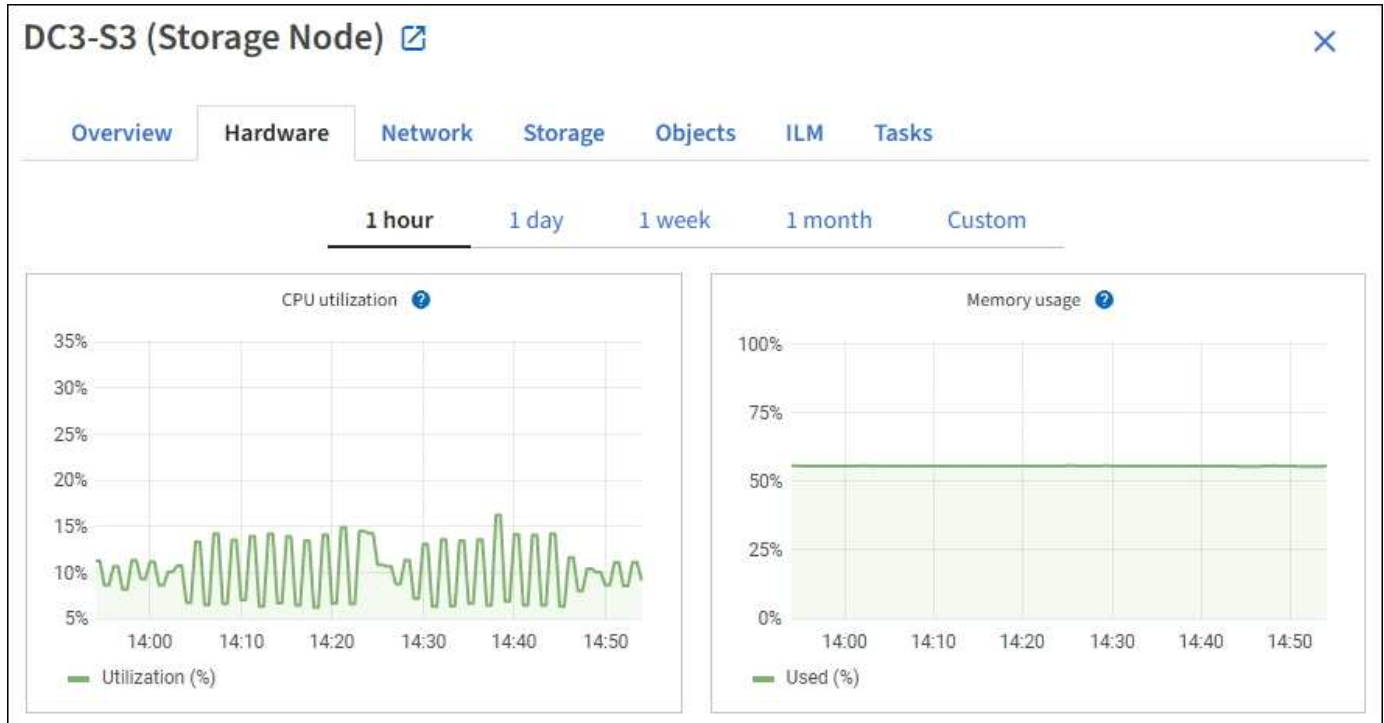 DC3-S3 (Storage Node)
Overview Hardware Network Storage Objects ILM Tasks
1 hour 1 day 1 week 1 month Custom
CPU utilization ?
35%
30%
25%
20%
15%
10%
5%
14:00 14:10 14:20 14:30 14:40 14:50
Utilization (%)
Memory usage ?
100%
75%
50%
25%
0%
14:00 14:10 14:20 14:30 14:40 14:50
Used (%)